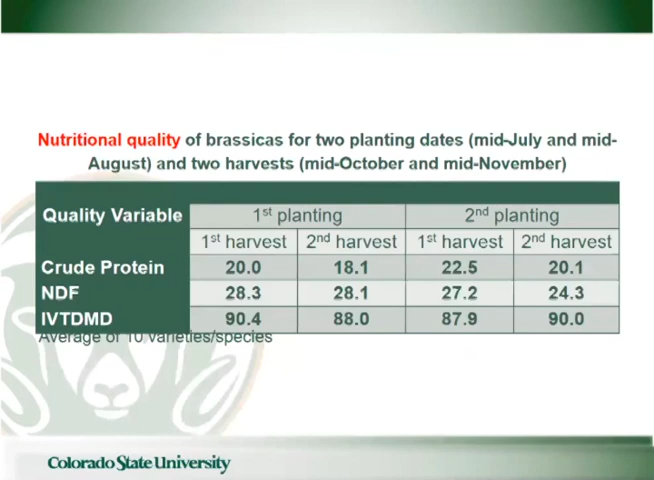 Nutritional quality of brassicas for two planting dates (mid-July and mid-
August) and two harvests (mid-October and mid-November)
Quality Variable 1st planting 2nd planting
1st harvest 2nd harvest 1st harvest 2nd harvest
Crude Protein 20.0 18.1 22.5 20.1
NDF 28.3 28.1 27.2 24.3
IVTDMD 90.4 88.0 87.9 90.0
Average of 10 varieties/species
Colorado State University